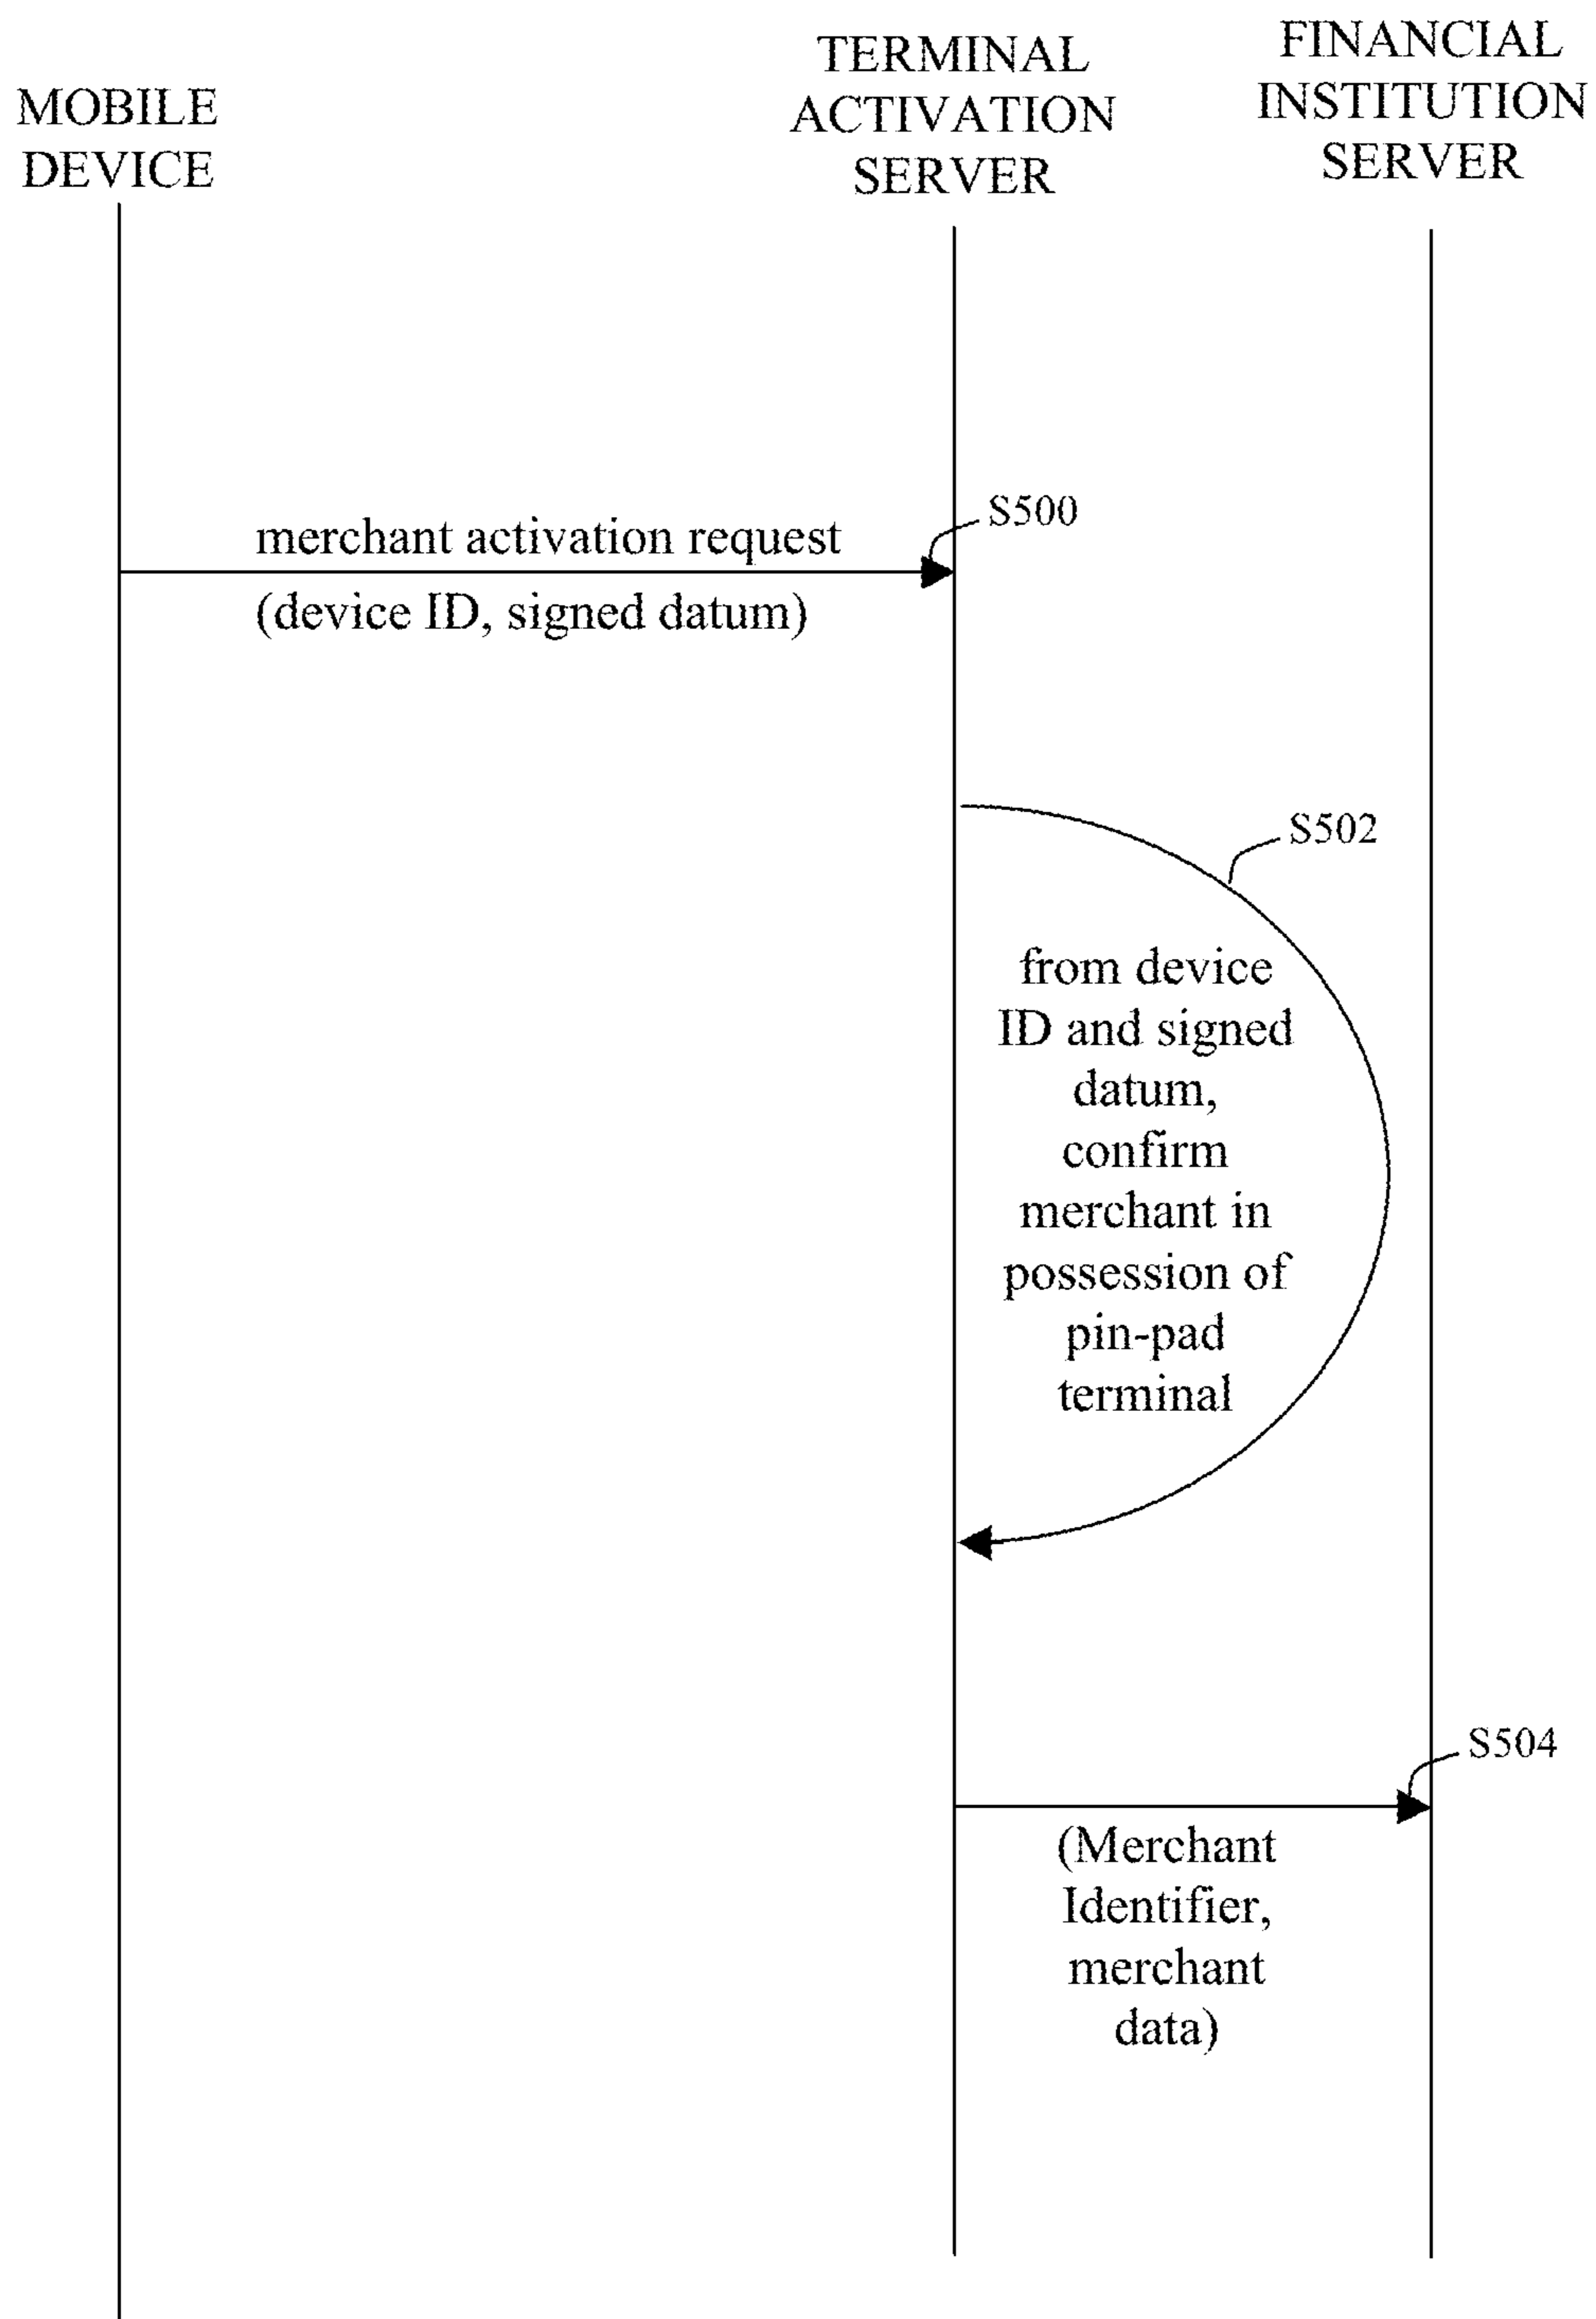 MOBILE
DEVICE
TERMINAL
ACTIVATION
SERVER
FINANCIAL
INSTITUTION
SERVER
S500
merchant activation request
(device ID, signed datum)
S502
from device
ID and signed
datum,
confirm
merchant in
possession of
pin-pad
terminal
S504
(Merchant
Identifier,
merchant
data)